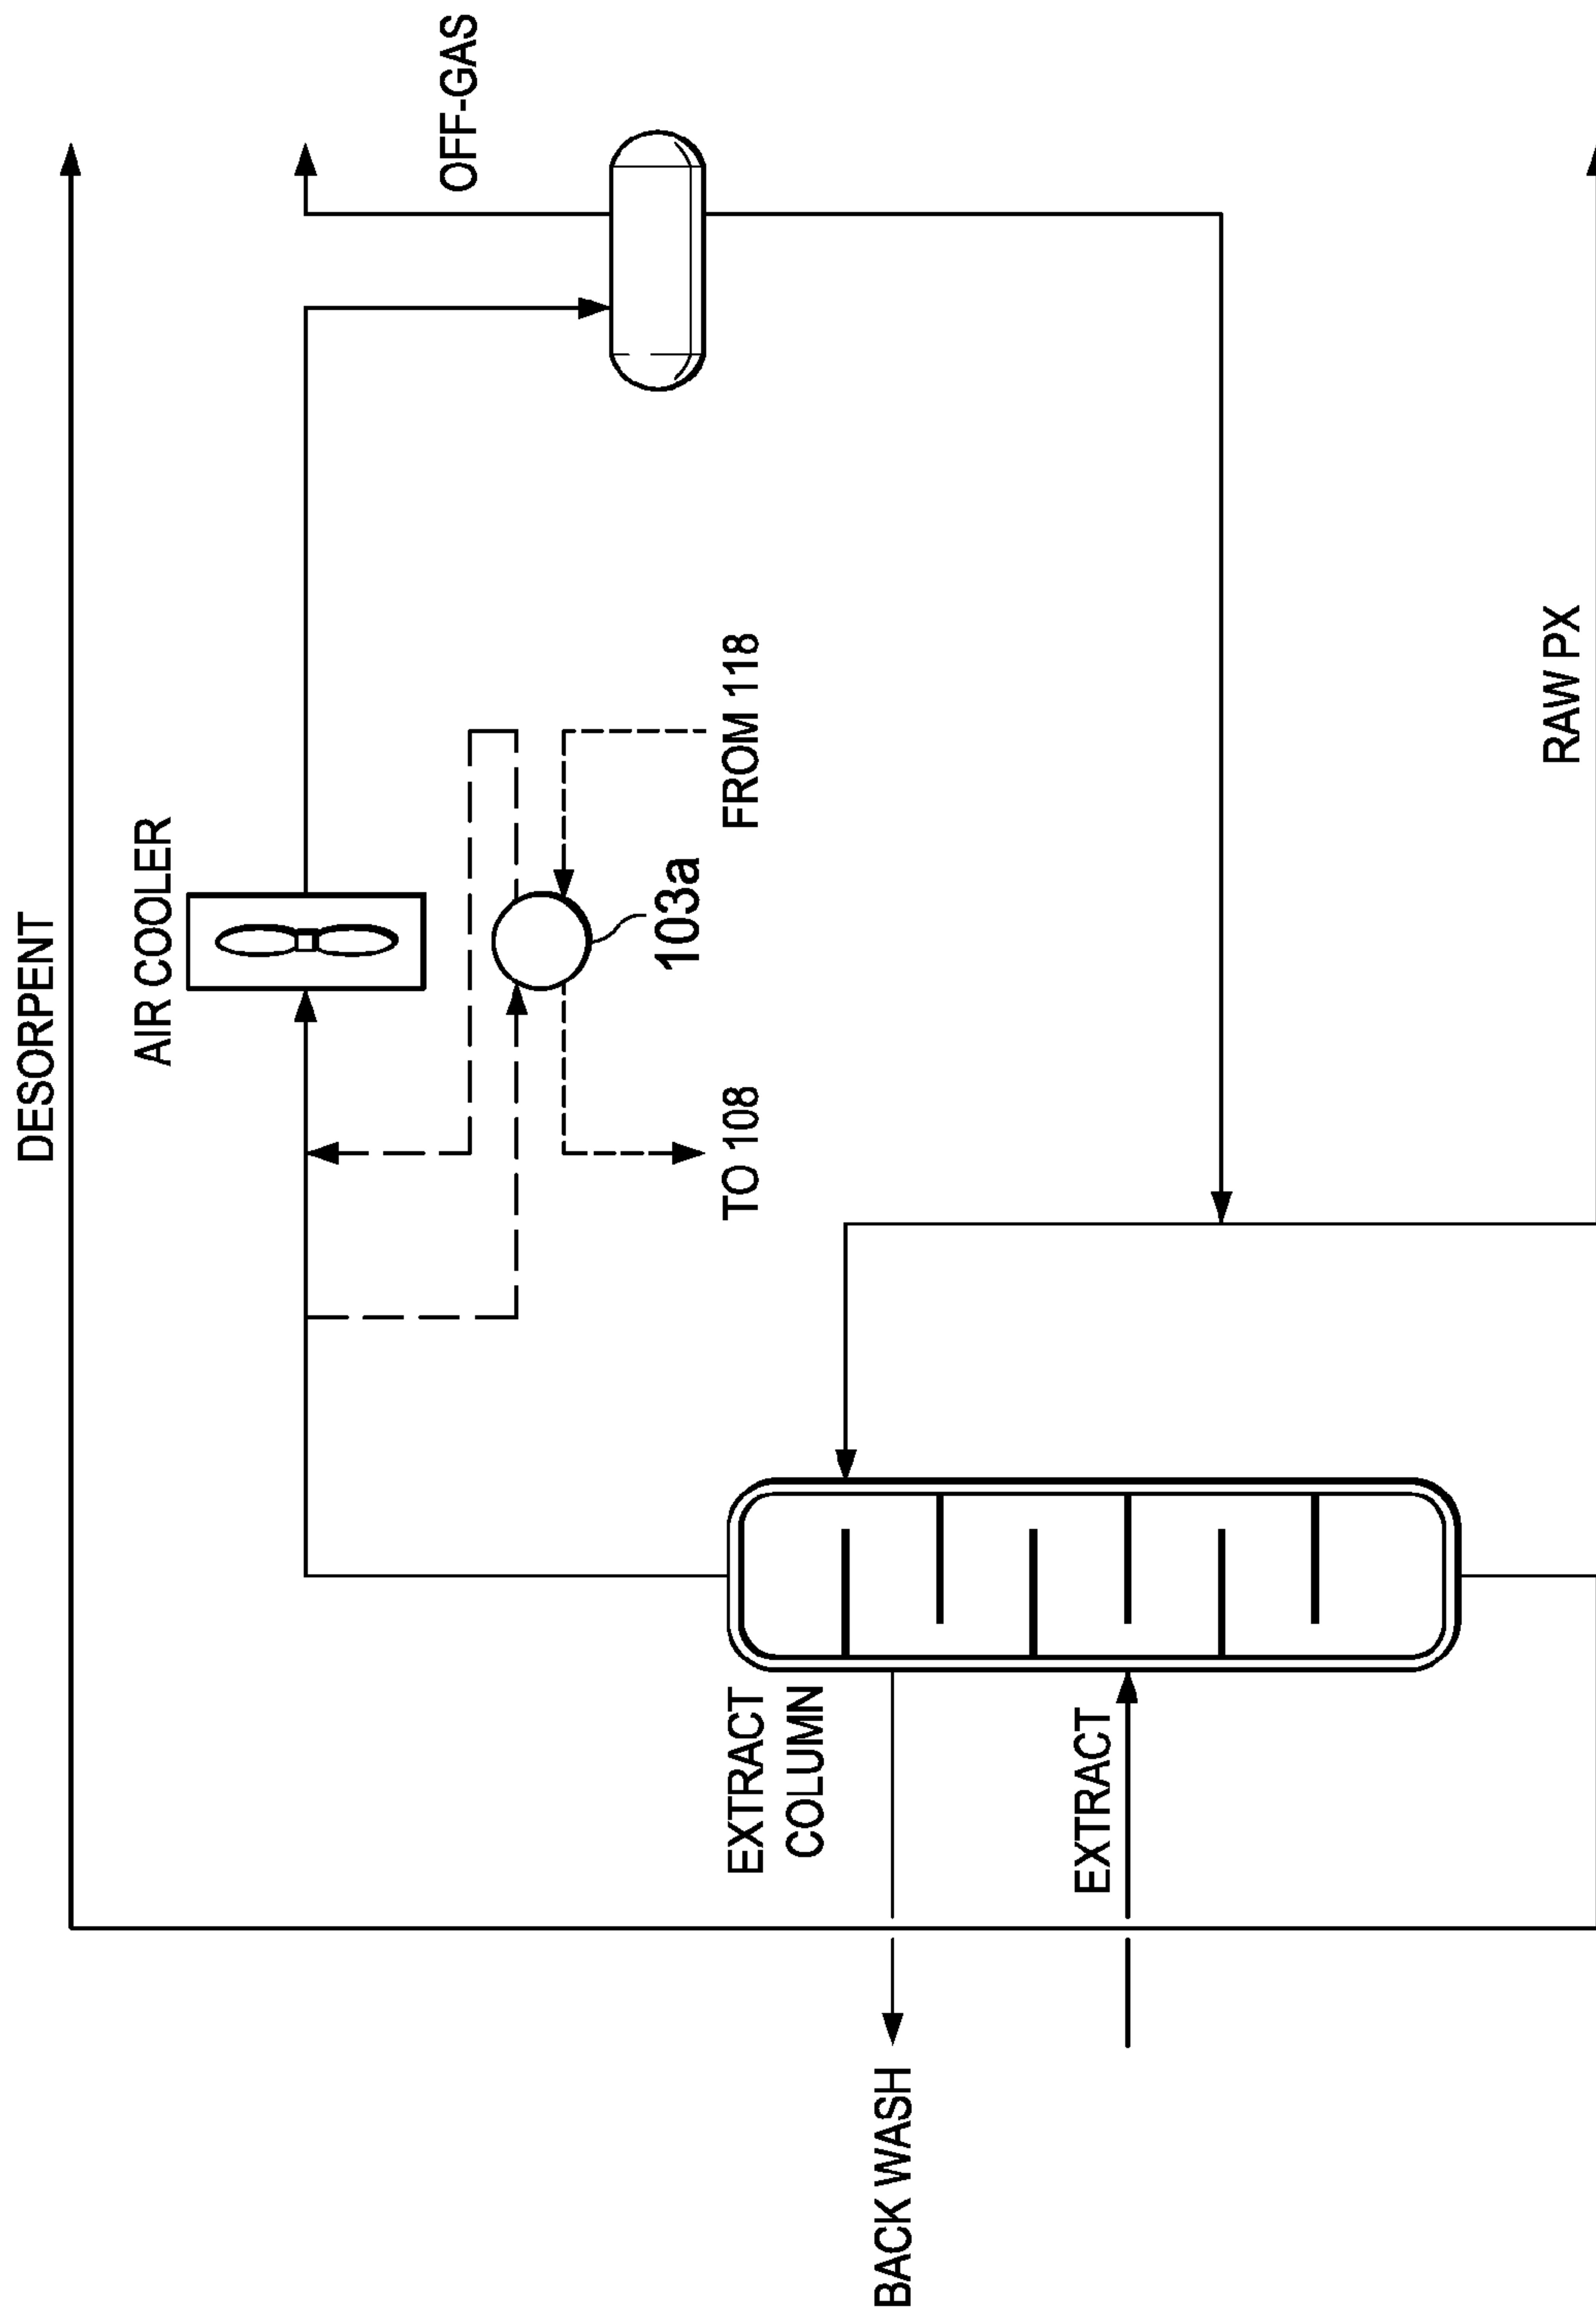 DESORPENT
AIR COOLER
OFF-GAS
103a
TO 108
FROM 118
EXTRACT
COLUMN
BACK WASH
EXTRACT
RAW PX